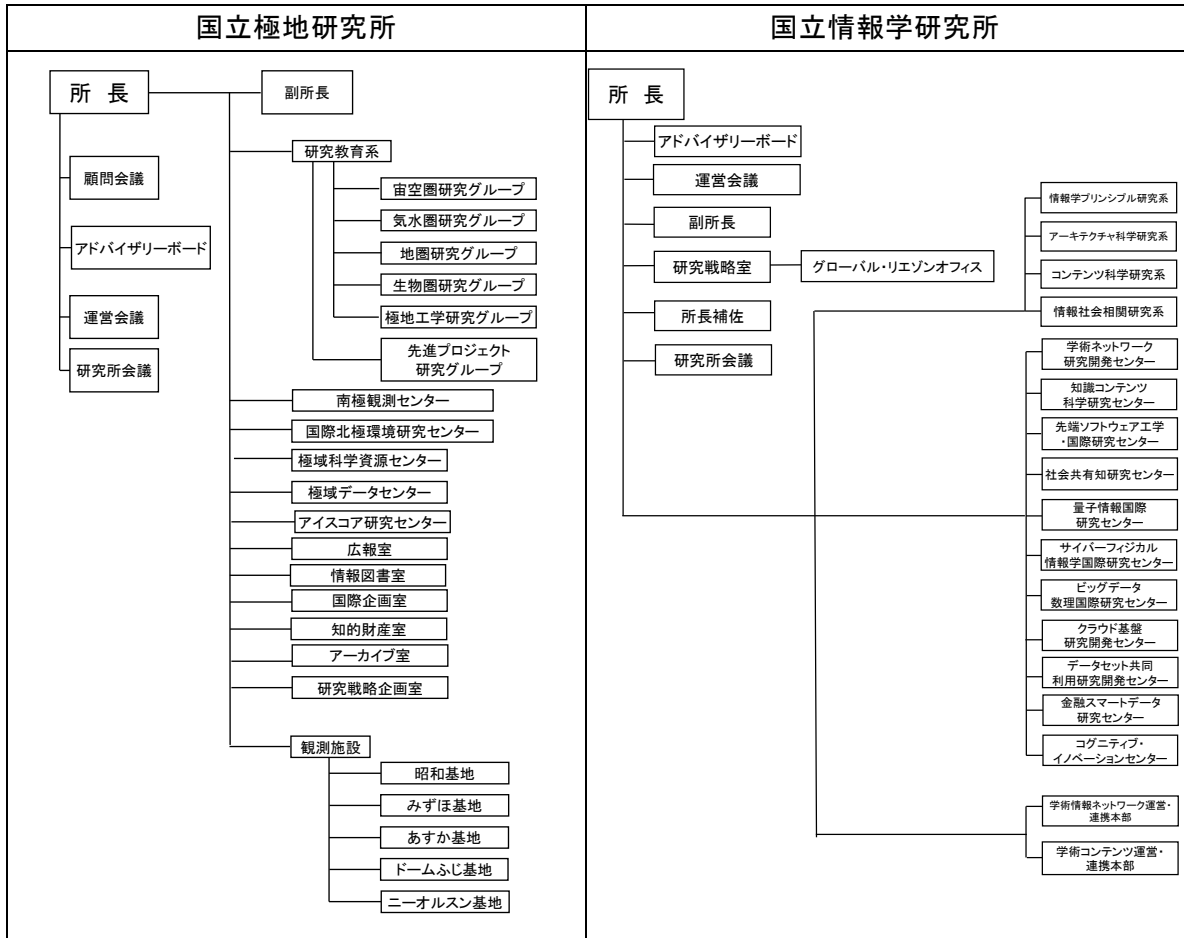 国立極地研究所
所　長
副所長
顧問会議
アドバイザリーボード
運営会議
研究所会議
研究教育系
宙空圏研究グループ
気水圏研究グループ
地圏研究グループ
生物圏研究グループ
極地工学研究グループ
先進プロジェクト
研究グループ
南極観測センター
国際北極環境研究センター
極域科学資源センター
極域データセンター
アイスコア研究センター
広報室
情報図書室
国際企画室
知的財産室
アーカイブ室
研究戦略企画室
観測施設
昭和基地
みずほ基地
あすか基地
ドームふじ基地
ニーオルスン基地
国立情報学研究所
所　長
アドバイザリーボード
運営会議
副所長
研究戦略室
グローバル・リエゾンオフィス
所長補佐
研究所会議
情報学プリンシプル研究系
アーキテクチャ科学研究系
コンテンツ科学研究系
情報社会相関研究系
学術ネットワーク
研究開発センター
知識コンテンツ
科学研究センター
先端ソフトウェア工学
・国際研究センター
社会共有知研究センター
量子情報国際
研究センター
サイバーフィジカル
情報学国際研究センター
ビッグデータ
数理国際研究センター
クラウド基盤
研究開発センター
データセット共同
利用研究開発センター
金融スマートデータ
研究センター
コグニティブ・
イノベーションセンター
学術情報ネットワーク運営・
連携本部
学術コンテンツ運営・
連携本部